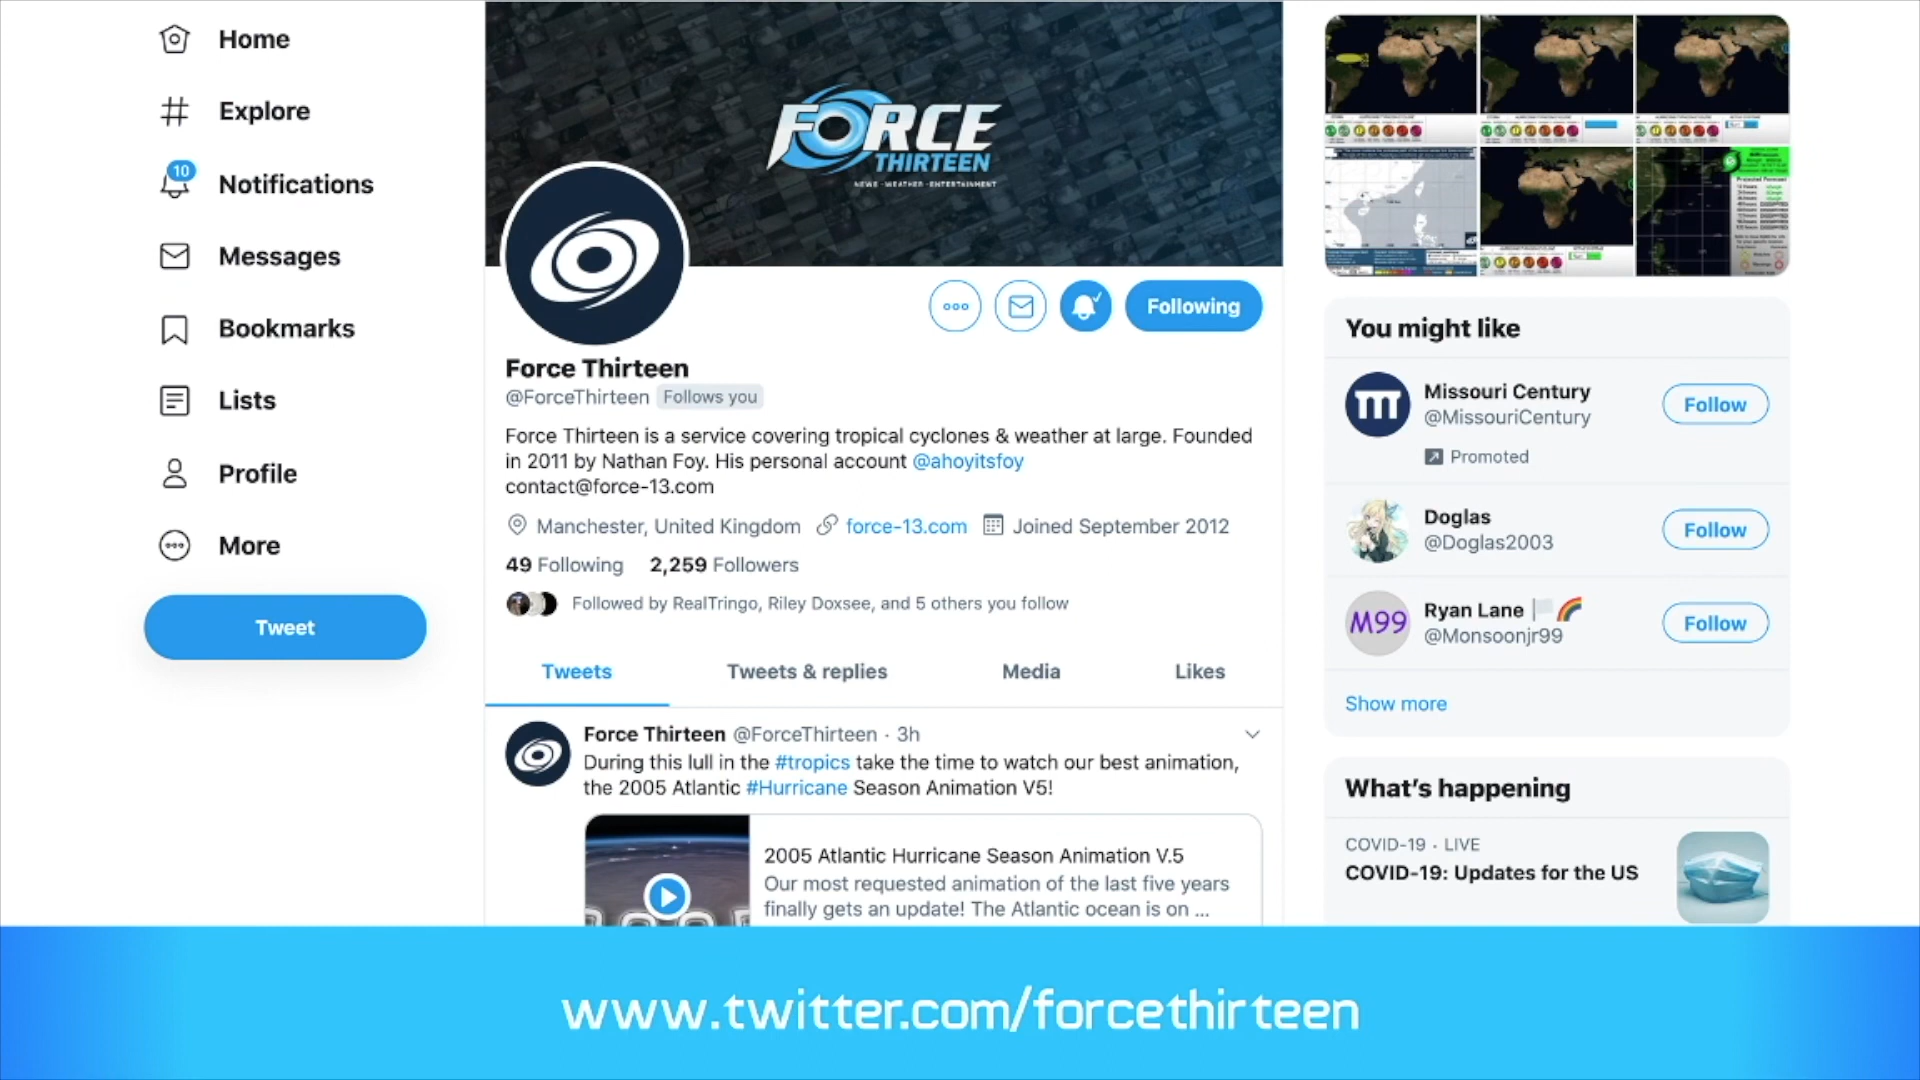 Home
Explore
10
Notifications
Messages
Bookmarks
Lists
Profile
More
Tweet
FORCE
THIRTEEN
NEWS · WEATHER · ENTERTAINMENT
Following
Force Thirteen
@ForceThirteen Follows you
Force Thirteen is a service covering tropical cyclones & weather at large. Founded
in 2011 by Nathan Foy. His personal account @ahoyitsfoy
contact@force-13.com
Manchester, United Kingdom force-13.com Joined September 2012
49 Following 2,259 Followers
Followed by RealTringo, Riley Doxsee, and 5 others you follow
Tweets Tweets & replies Media Likes
Force Thirteen @ForceThirteen · 3h
During this lull in the #tropics take the time to watch our best animation,
the 2005 Atlantic #Hurricane Season Animation V5!
2005 Atlantic Hurricane Season Animation V.5
Our most requested animation of the last five years
finally gets an update! The Atlantic ocean is on ...
You might like
Missouri Century
@MissouriCentury
Follow
Promoted
Doglas
@Doglas2003
Follow
M99
Ryan Lane
@Monsoonjr99
Follow
Show more
What's happening
COVID-19 · LIVE
COVID-19: Updates for the US
www.twitter.com/forcethirteen